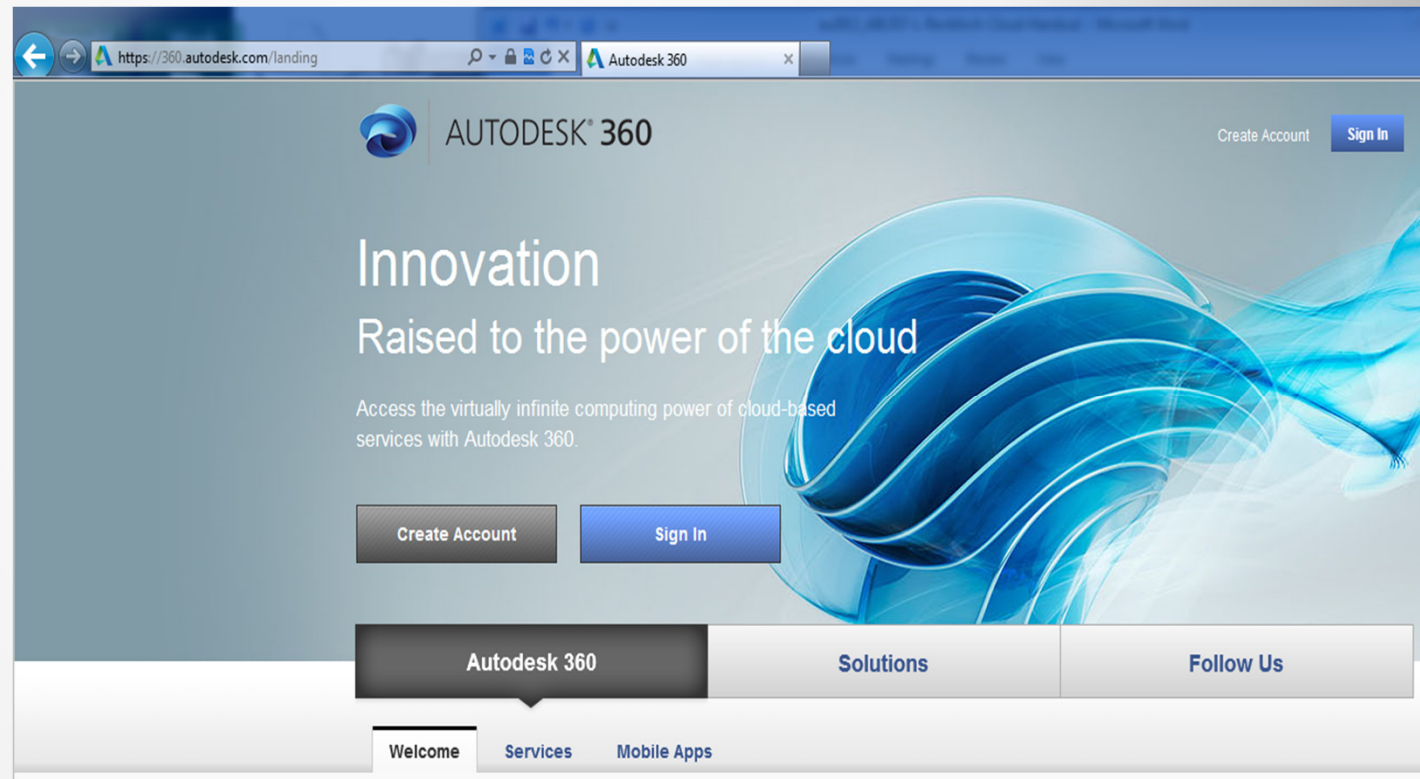 https://360.autodesk.com/landing
Autodesk 360
AUTODESK® 360
Create Account
Sign In
Innovation
Raised to the power of the cloud
Access the virtually infinite computing power of cloud-based
services with Autodesk 360.
Create Account
Sign In
Autodesk 360
Solutions
Follow Us
Welcome
Services
Mobile Apps